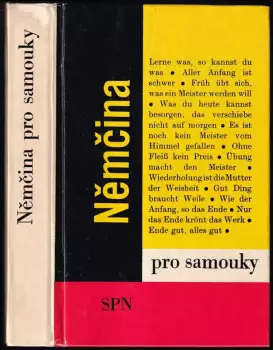 Němčina pro samouky
Němčina
Lerne was, so kannst du
was • Aller Anfang ist
schwer • Früh übt sich,
was ein Meister werden will
• Was du heute kannst
besorgen, das verschiebe
nicht auf morgen • Es ist
noch kein Meister vom
Himmel gefallen • Ohne
Fleiß kein Preis • Übung
macht den Meister •
Wiederholung ist die Mutter
der Weisheit • Gut Ding
braucht Weile • Wie der
Anfang, so das Ende • Nur
das Ende krönt das Werk •
Ende gut, alles gut •
pro samouky
SPN